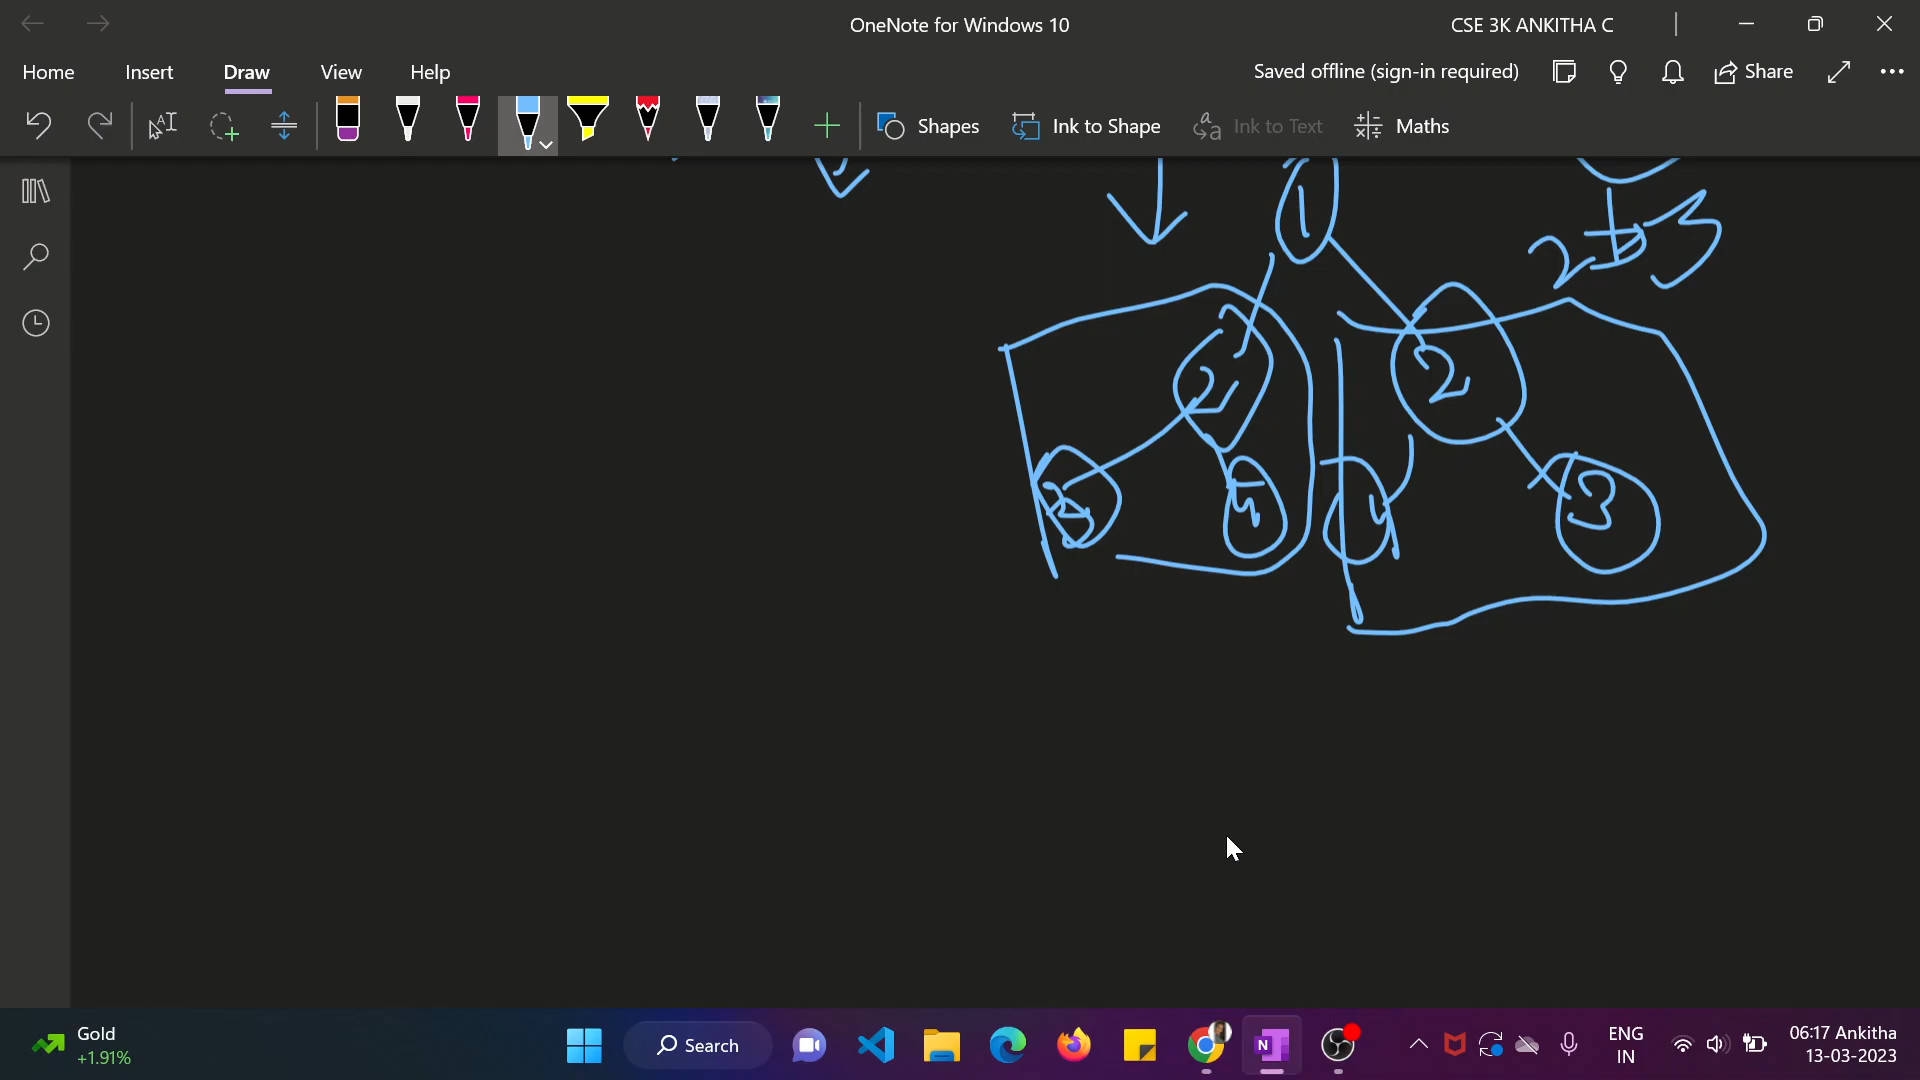 OneNote for Windows 10
CSE 3K ANKITHA C
Home Insert Draw View Help
Saved offline (sign-in required)
Share
Shapes
Ink to Shape
Ink to Text
Maths
1
2 3
2 2
3 4 4 3
Gold
+1.91%
Search
ENG
IN
06:17 Ankitha
13-03-2023